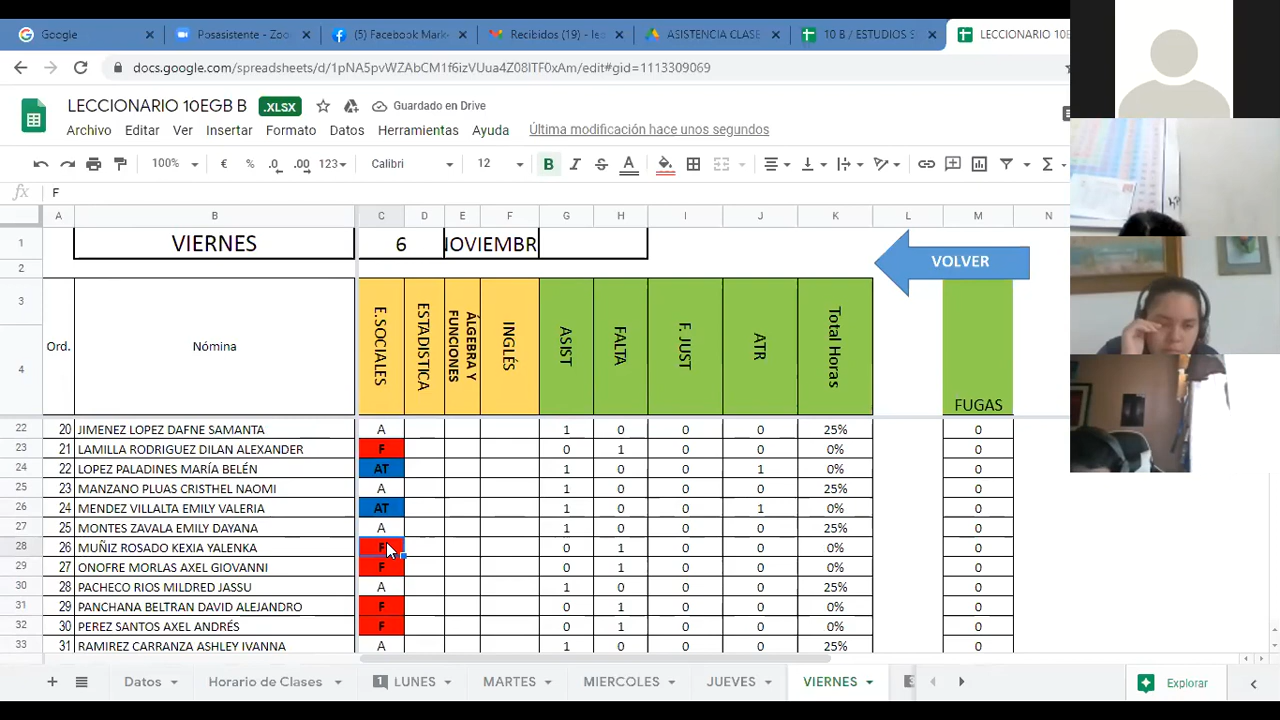 Google
Posasistente - Zoo
(5) Facebook Mark
Recibidos (19) - le
ASISTENCIA CLASE
10 B / ESTUDIOS S
LECCIONARIO 10E
docs.google.com/spreadsheets/d/1pNA5pvWZAbCM1f6izVUua4Z08ITF0xAm/edit#gid=1113309069
LECCIONARIO 10EGB B .XLSX Guardado en Drive
Archivo Editar Ver Insertar Formato Datos Herramientas Ayuda Última modificación hace unos segundos
100% € % .0 .00 123 Calibri 12 B I S A Σ
fx F
A B C D E F G H I J K L M N
1 VIERNES 6 NOVIEMBR
2 VOLVER
3 4 Ord. Nómina E.SOCIALES ESTADISTICA ÁLGEBRA Y FUNCIONES INGLÉS ASIST FALTA F. JUST ATR Total Horas FUGAS
22 20 JIMENEZ LOPEZ DAFNE SAMANTA A 1 0 0 0 25% 0
23 21 LAMILLA RODRIGUEZ DILAN ALEXANDER F 0 1 0 0 0% 0
24 22 LOPEZ PALADINES MARÍA BELÉN AT 1 0 0 1 0% 0
25 23 MANZANO PLUAS CRISTHEL NAOMI A 1 0 0 0 25% 0
26 24 MENDEZ VILLALTA EMILY VALERIA AT 1 0 0 1 0% 0
27 25 MONTES ZAVALA EMILY DAYANA A 1 0 0 0 25% 0
28 26 MUÑIZ ROSADO KEXIA YALENKA F 0 1 0 0 0% 0
29 27 ONOFRE MORLAS AXEL GIOVANNI F 0 1 0 0 0% 0
30 28 PACHECO RIOS MILDRED JASSU A 1 0 0 0 25% 0
31 29 PANCHANA BELTRAN DAVID ALEJANDRO F 0 1 0 0 0% 0
32 30 PEREZ SANTOS AXEL ANDRÉS F 0 1 0 0 0% 0
33 31 RAMIREZ CARRANZA ASHLEY IVANNA A 1 0 0 0 25% 0
Datos Horario de Clases 1 LUNES MARTES MIERCOLES JUEVES VIERNES Explorar